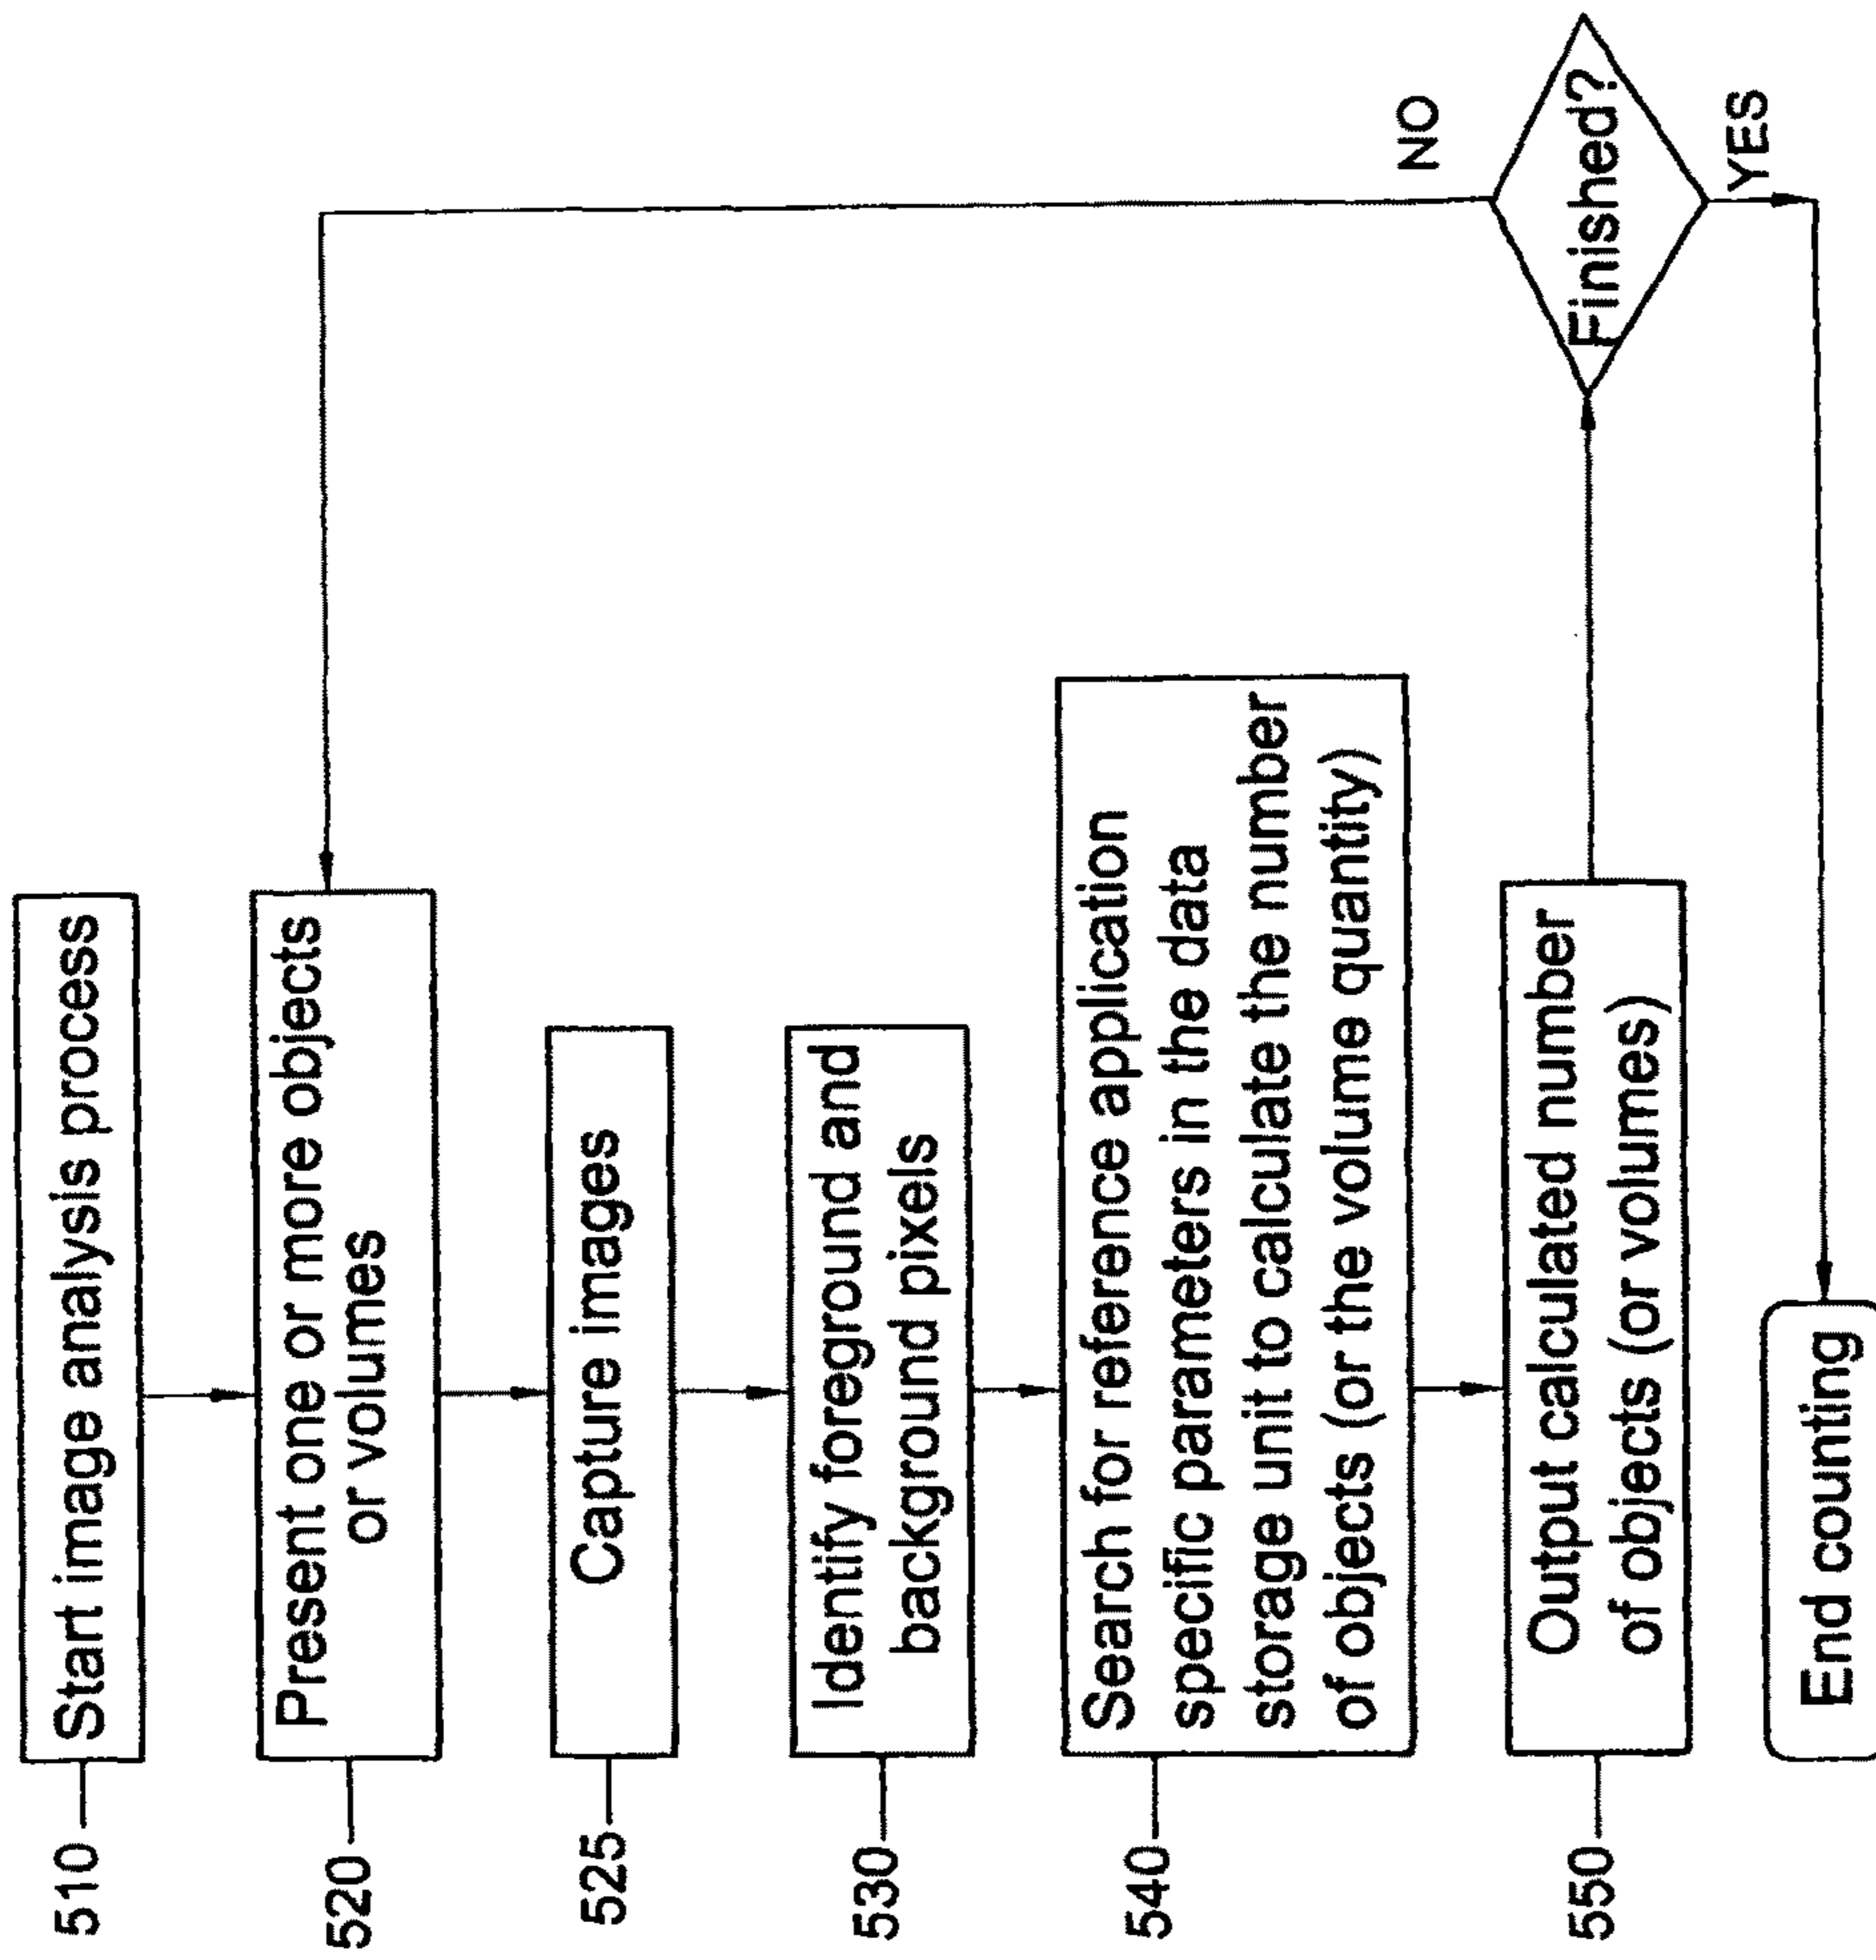 510
Start image analysis process
520
Present one or more objects
or volumes
525
Capture images
530
Identify foreground and
background pixels
540
Search for reference application
specific parameters in the data
storage unit to calculate the number
of objects (or the volume quantity)
550
Output calculated number
of objects (or volumes)
Finished?
NO
YES
End counting